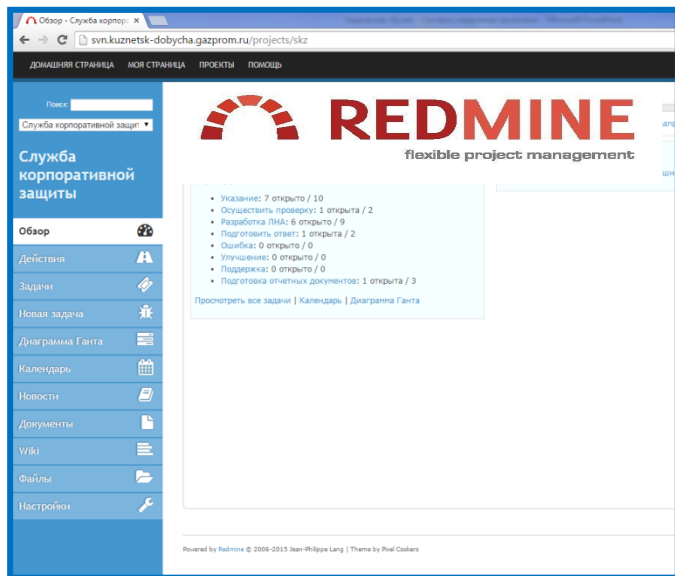 Обзор - Служба корпора
svn.kuznetsk-dobycha.gazprom.ru/projects/skz
ДОМАШНЯЯ СТРАНИЦА МОЯ СТРАНИЦА ПРОЕКТЫ ПОМОЩЬ
Поиск:
Служба корпоративной защит
REDMINE
flexible project management
Служба
корпоративной
защиты
Обзор
Действия
Задачи
Новая задача
Диаграмма Ганта
Календарь
Новости
Документы
Wiki
Файлы
Настройки
Указание: 7 открыто / 10
Осуществить проверку: 1 открыта / 2
Разработка ЛНА: 6 открыто / 9
Подготовить ответ: 1 открыта / 2
Ошибка: 0 открыто / 0
Улучшение: 0 открыто / 0
Поддержка: 0 открыто / 0
Подготовка отчетных документов: 1 открыта / 3
Просмотреть все задачи | Календарь | Диаграмма Ганта
Powered by Redmine © 2006-2015 Jean-Philippe Lang | Theme by Pixel Cookers